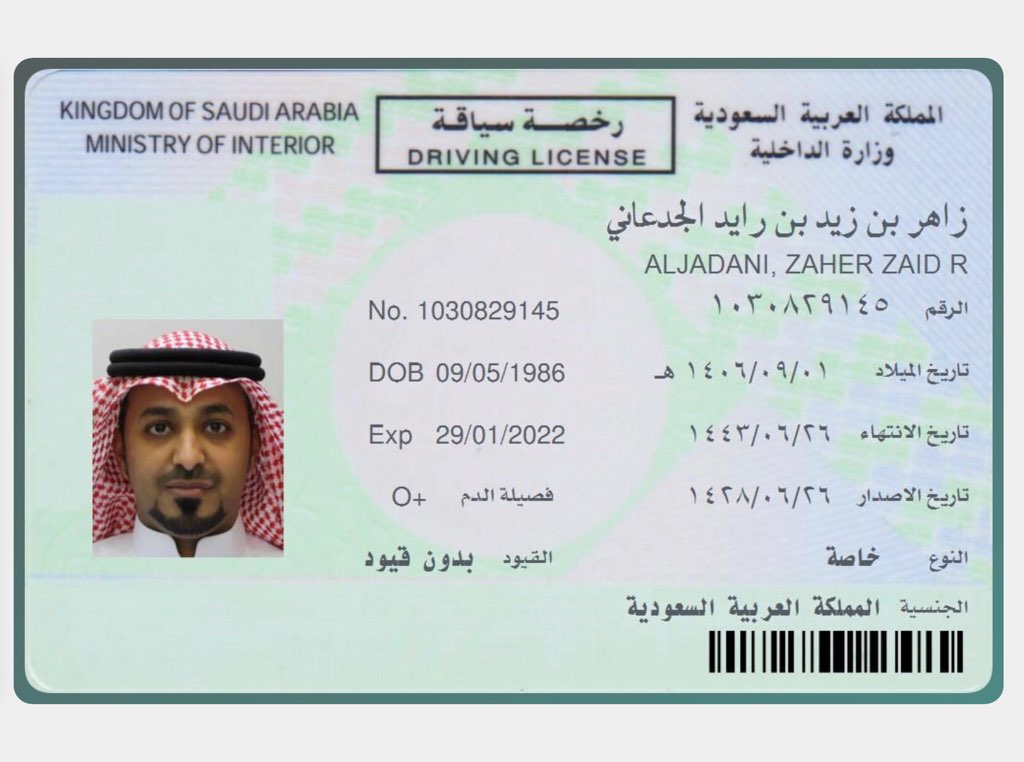 KINGDOM OF SAUDI ARABIA
MINISTRY OF INTERIOR
رخصة سياقة
DRIVING LICENSE
المملكة العربية السعودية
وزارة الداخلية
زاهر بن زيد بن رايد الجدعاني
ALJADANI, ZAHER ZAID R
No. 1030829145
الرقم ١٠٣٠٨٢٩١٤٥
DOB 09/05/1986
تاريخ الميلاد ١٤٠٦/٠٩/٠١ هـ
Exp 29/01/2022
تاريخ الانتهاء ١٤٤٣/٠٦/٢٦
فصيلة الدم O+
تاريخ الاصدار ١٤٢٨/٠٦/٢٦
القيود بدون قيود
النوع خاصة
الجنسية المملكة العربية السعودية